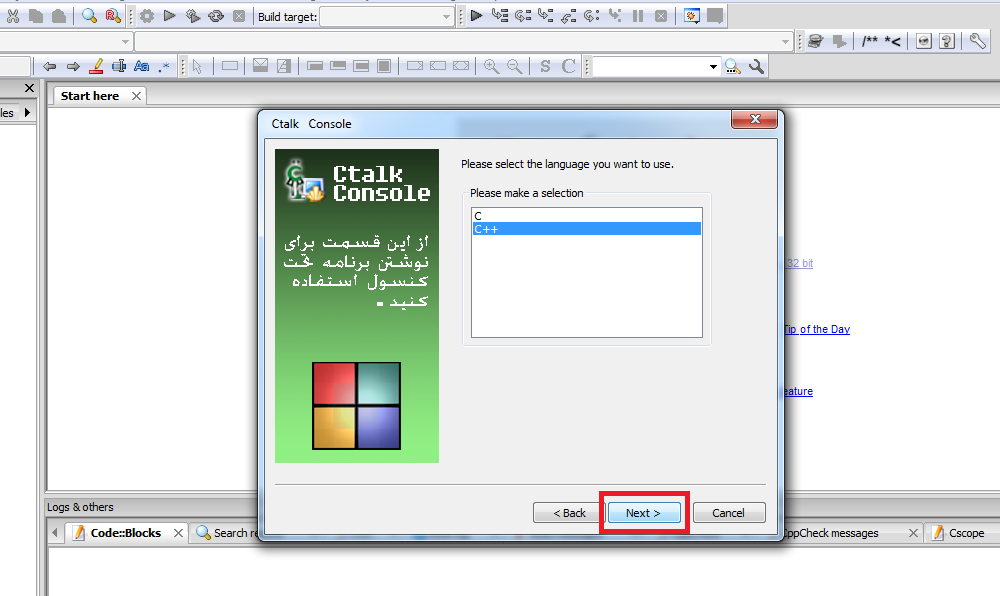 Build target:
/** *<
S C
Start here
les
Ctalk Console
Ctalk
Console
از این قسمت برای
نوشتن برنامه تحت
کنسول استفاده
کنید .
Please select the language you want to use.
Please make a selection
C
C++
32 bit
Tip of the Day
eature
< Back
Next >
Cancel
Logs & others
Code::Blocks
Search re
CppCheck messages
Cscope